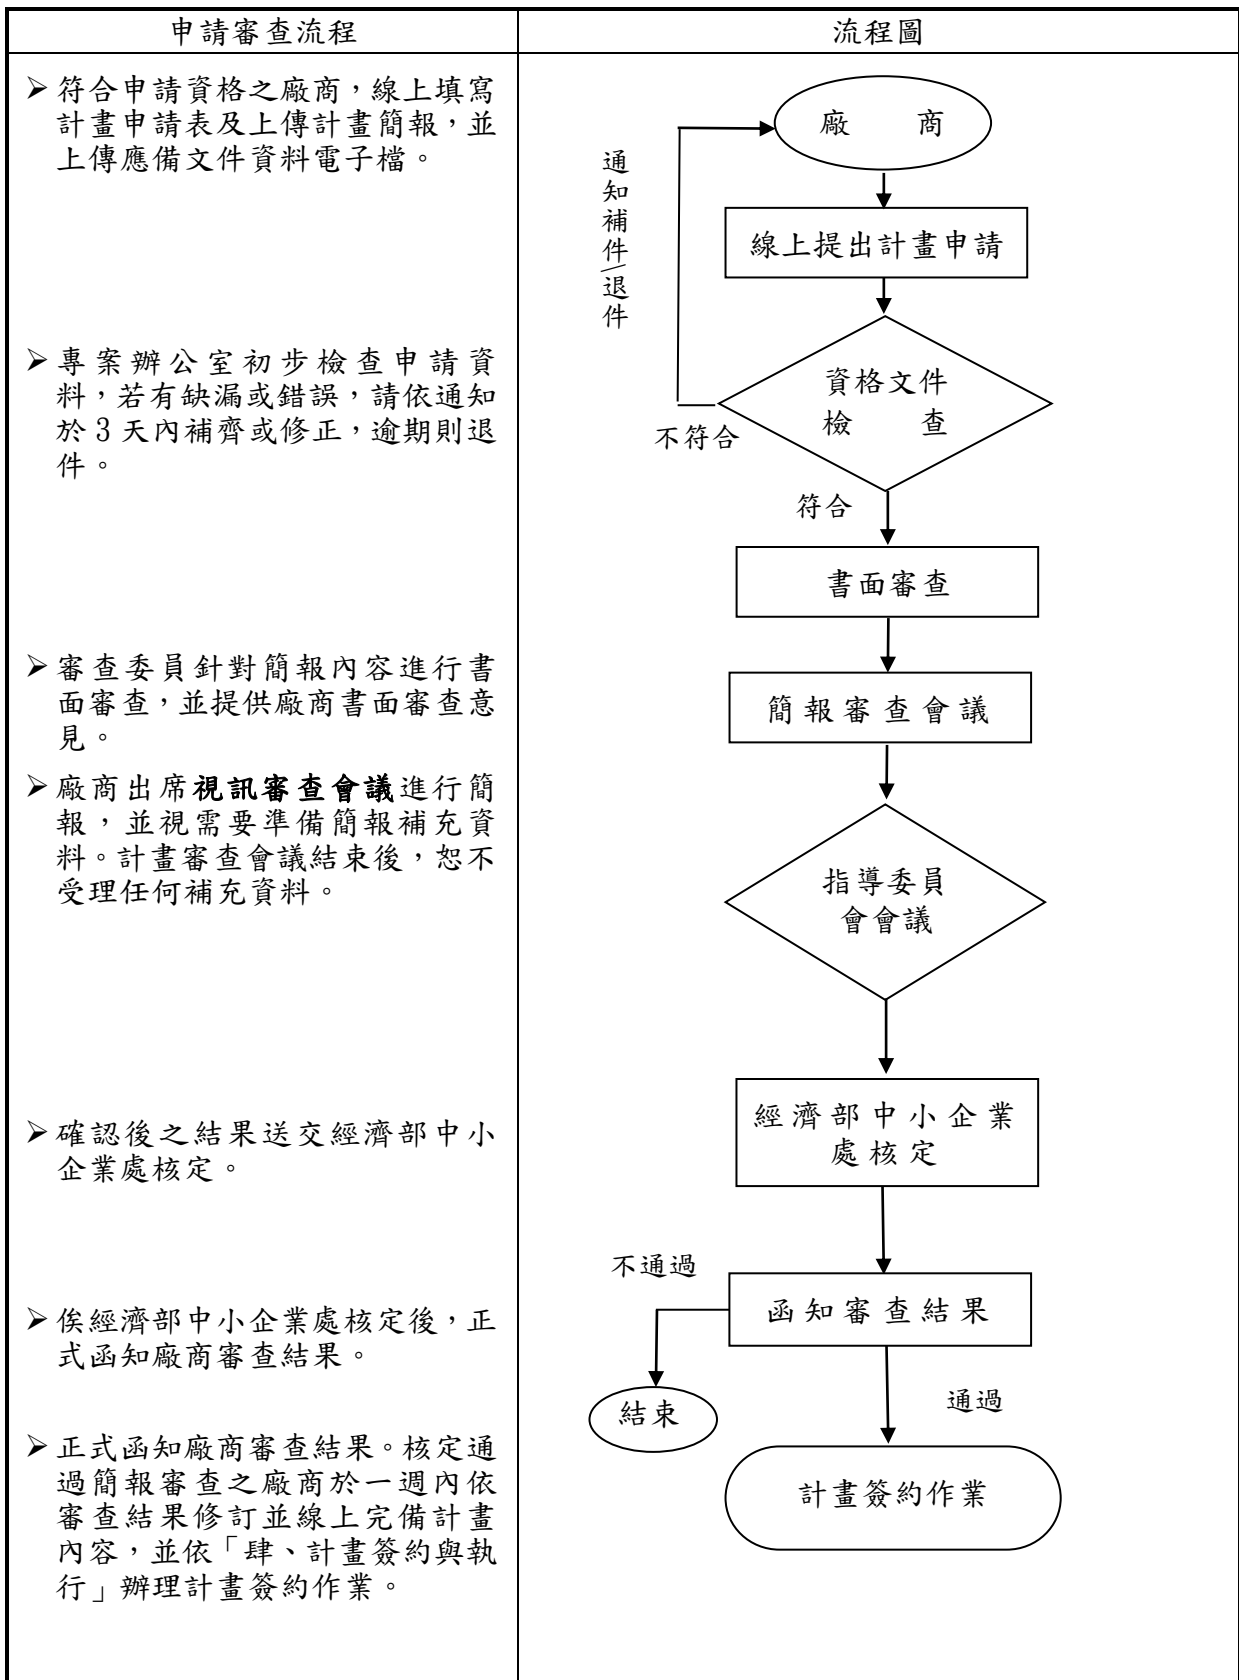 申請審查流程
流程圖
➢符合申請資格之廠商，線上填寫
計畫申請表及上傳計畫簡報，並
上傳應備文件資料電子檔。
➢專案辦公室初步檢查申請資
料，若有缺漏或錯誤，請依通知
於3天內補齊或修正，逾期則退
件。
➢審查委員針對簡報內容進行書
面審查，並提供廠商書面審查意
見。
➢廠商出席視訊審查會議進行簡
報，並視需要準備簡報補充資
料。計畫審查會議結束後，恕不
受理任何補充資料。
➢確認後之結果送交經濟部中小
企業處核定。
➢俟經濟部中小企業處核定後，正
式函知廠商審查結果。
➢正式函知廠商審查結果。核定通
過簡報審查之廠商於一週內依
審查結果修訂並線上完備計畫
內容，並依「肆、計畫簽約與執
行」辦理計畫簽約作業。
廠　商
通知補件/退件
線上提出計畫申請
資格文件
檢　查
不符合
符合
書面審查
簡報審查會議
指導委員
會會議
經濟部中小企業
處核定
不通過
函知審查結果
結束
通過
計畫簽約作業